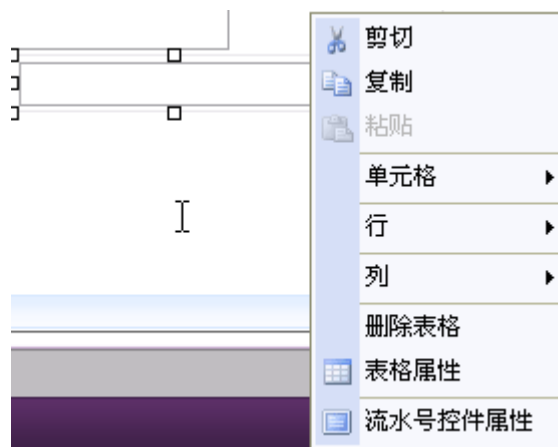 剪切
复制
粘贴
单元格
行
列
删除表格
表格属性
流水号控件属性